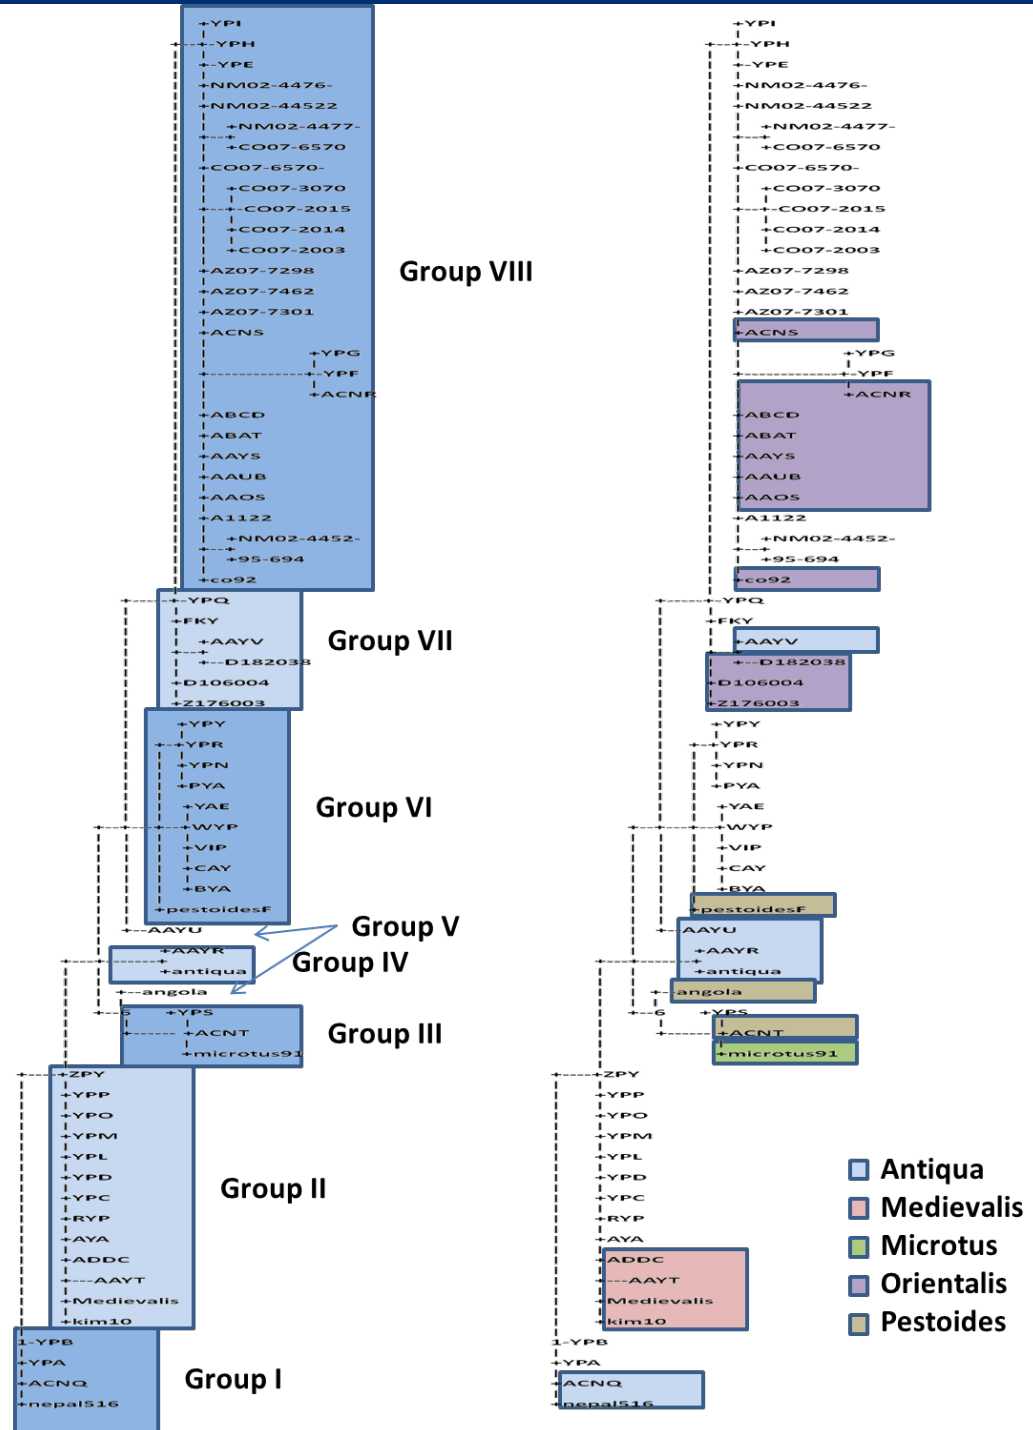 YPI
YPH
YPE
NM02-4476-
NM02-44522
NM02-4477-
CO07-6570
CO07-6570-
CO07-3070
CO07-2015
CO07-2014
CO07-2003
AZ07-7298
AZ07-7462
AZ07-7301
ACNS
YPG
YPF
ACNR
ABCD
ABAT
AAYS
AAUB
AAOS
A1122
NM02-4452-
95-694
co92
YPQ
FKY
AAYV
D182038
D106004
Z176003
YPY
YPR
YPN
PYA
YAE
WYP
VIP
CAY
BYA
pestoidesF
AAYU
AAYR
antiqua
angola
6 YPS
ACNT
microtus91
ZPY
YPP
YPO
YPM
YPL
YPD
YPC
RYP
AYA
ADDC
AAYT
Medievalis
kim10
1-YPB
YPA
ACNQ
nepal516
Group VIII
Group VII
Group VI
Group V
Group IV
Group III
Group II
Group I
YPI
YPH
YPE
NM02-4476-
NM02-44522
NM02-4477-
CO07-6570
CO07-6570-
CO07-3070
CO07-2015
CO07-2014
CO07-2003
AZ07-7298
AZ07-7462
AZ07-7301
ACNS
YPG
YPF
ACNR
ABCD
ABAT
AAYS
AAUB
AAOS
A1122
NM02-4452-
95-694
co92
YPQ
FKY
AAYV
D182038
D106004
Z176003
YPY
YPR
YPN
PYA
YAE
WYP
VIP
CAY
BYA
pestoidesF
AAYU
AAYR
antiqua
angola
6 YPS
ACNT
microtus91
ZPY
YPP
YPO
YPM
YPL
YPD
YPC
RYP
AYA
ADDC
AAYT
Medievalis
kim10
1-YPB
YPA
ACNQ
nepal516
Antiqua
Medievalis
Microtus
Orientalis
Pestoides